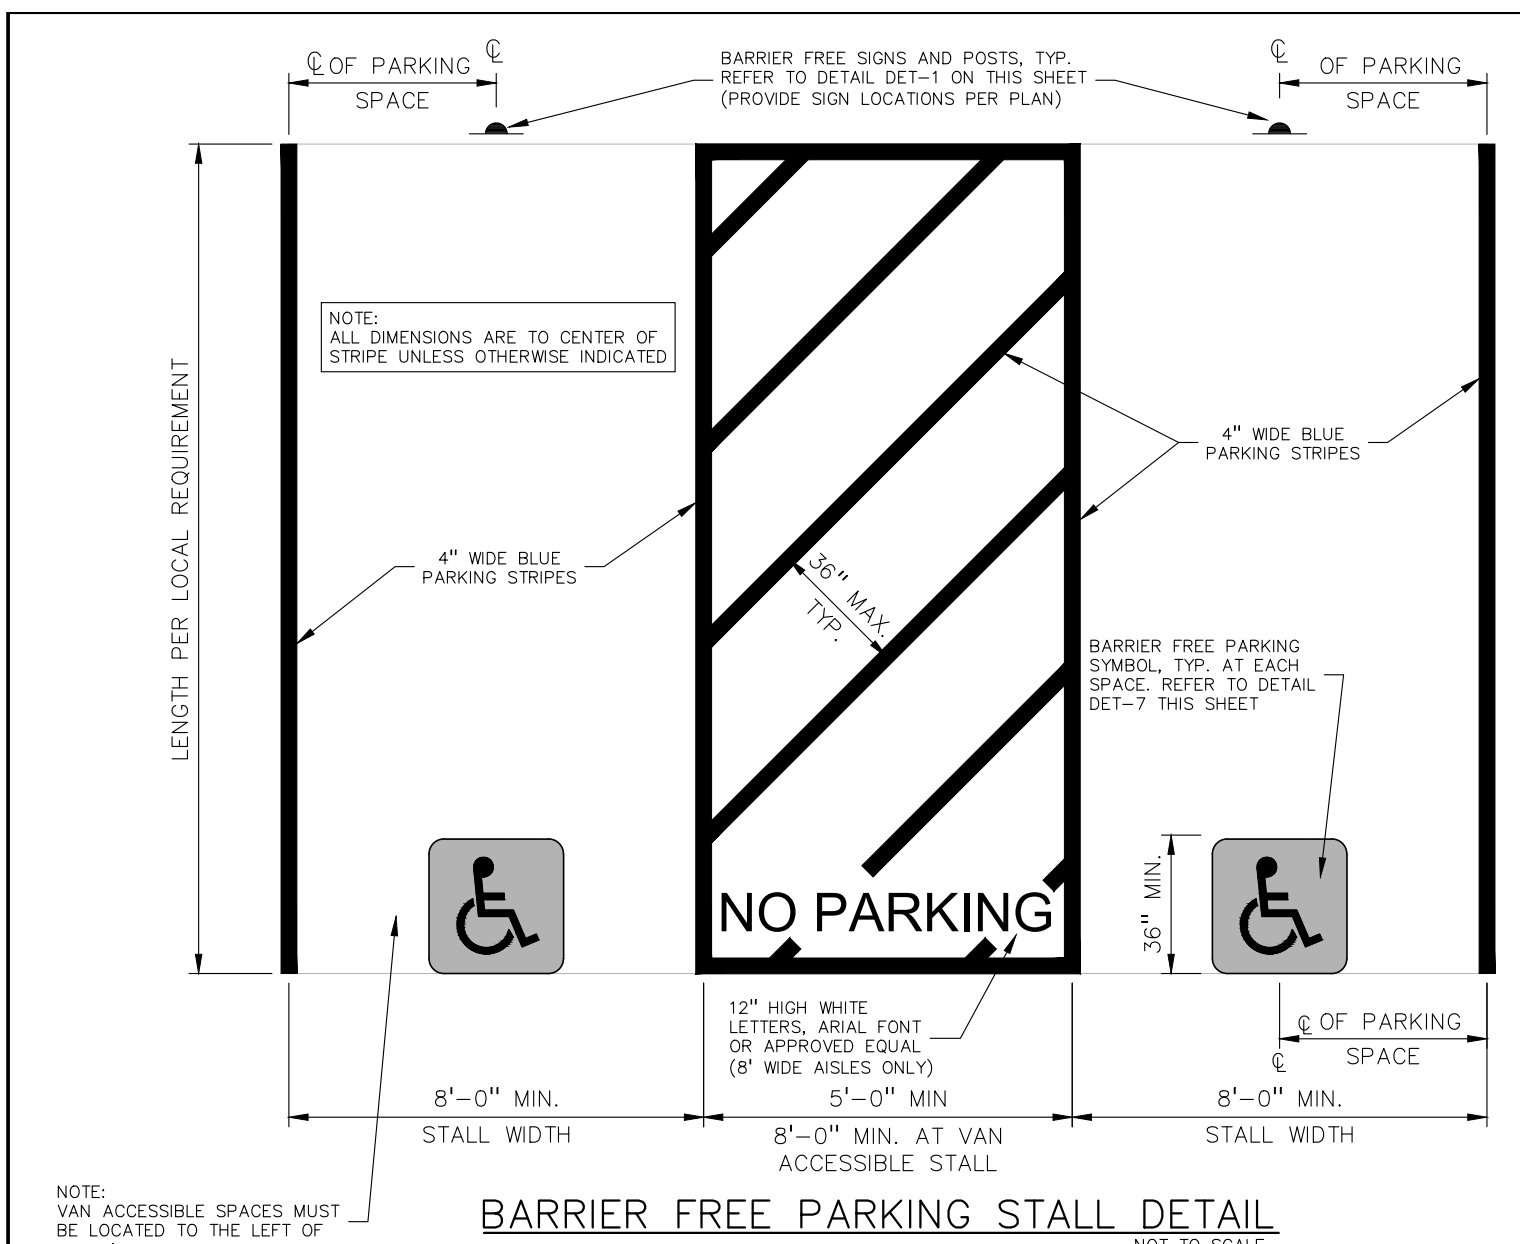 ℄ OF PARKING
SPACE
℄
BARRIER FREE SIGNS AND POSTS, TYP.
REFER TO DETAIL DET-1 ON THIS SHEET
(PROVIDE SIGN LOCATIONS PER PLAN)
℄
OF PARKING
SPACE
NOTE:
ALL DIMENSIONS ARE TO CENTER OF
STRIPE UNLESS OTHERWISE INDICATED
LENGTH PER LOCAL REQUIREMENT
4" WIDE BLUE
PARKING STRIPES
4" WIDE BLUE
PARKING STRIPES
36" MAX.
TYP.
BARRIER FREE PARKING
SYMBOL, TYP. AT EACH
SPACE. REFER TO DETAIL
DET-7 THIS SHEET
36" MIN.
NO PARKING
12" HIGH WHITE
LETTERS, ARIAL FONT
OR APPROVED EQUAL
(8' WIDE AISLES ONLY)
℄ OF PARKING
SPACE
℄
8'-0" MIN.
STALL WIDTH
5'-0" MIN
8'-0" MIN. AT VAN
ACCESSIBLE STALL
8'-0" MIN.
STALL WIDTH
NOTE:
VAN ACCESSIBLE SPACES MUST
BE LOCATED TO THE LEFT OF
BARRIER FREE PARKING STALL DETAIL
NOT TO SCALE